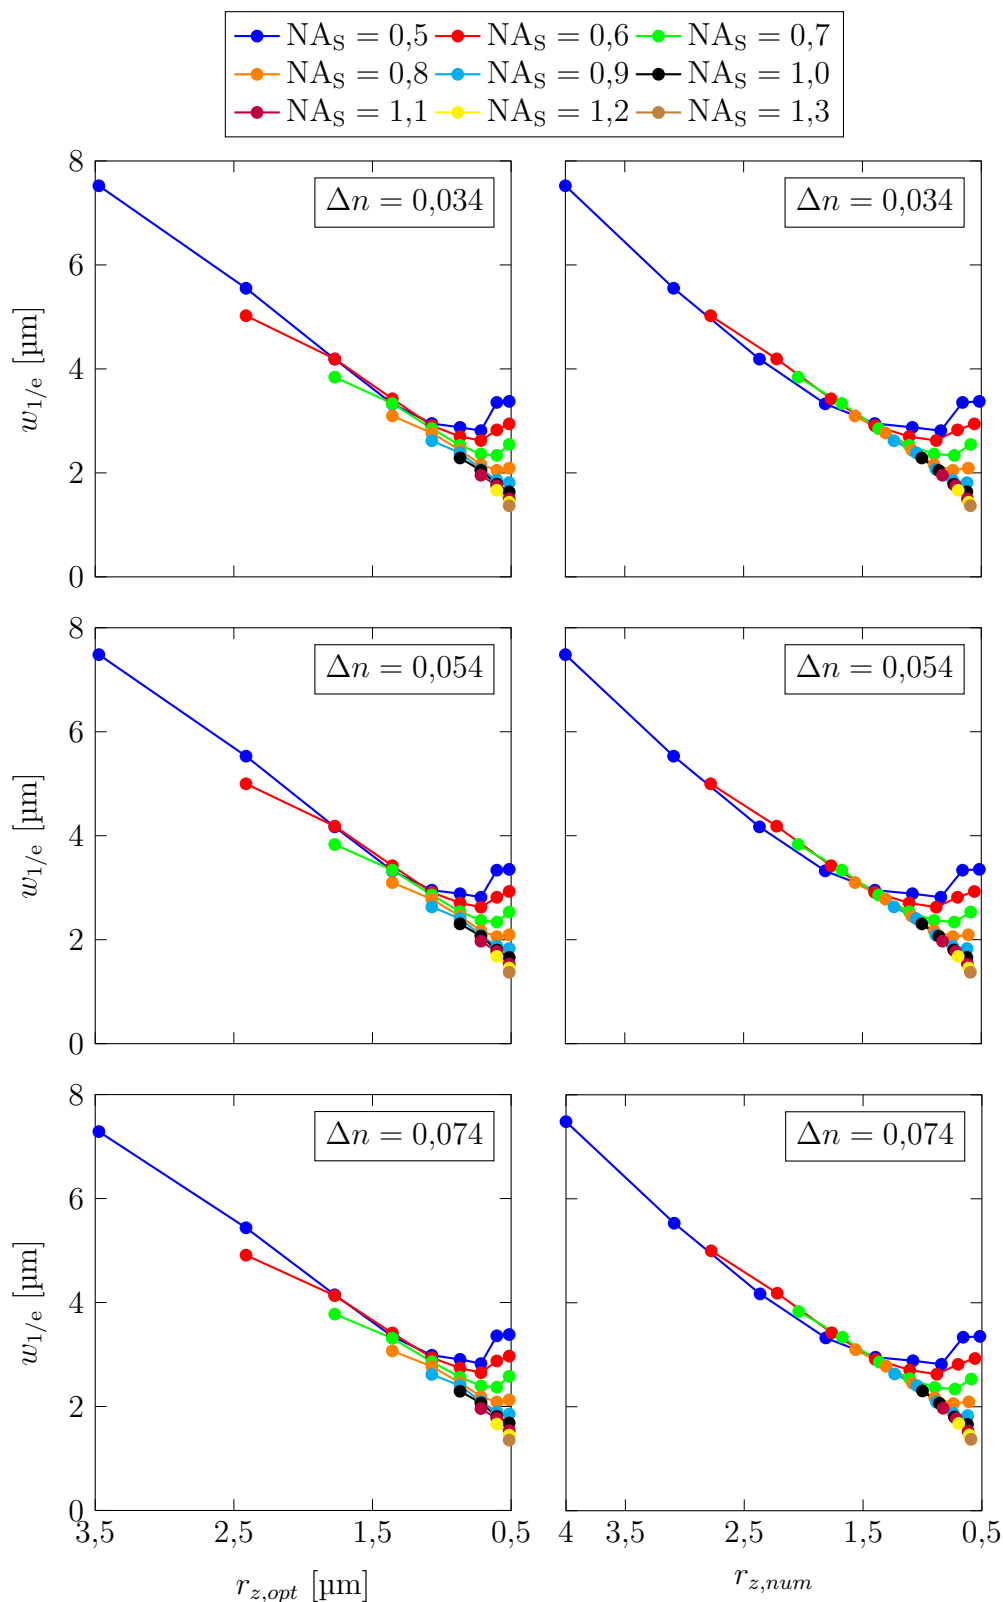 NA_S = 0,5 NA_S = 0,6 NA_S = 0,7
NA_S = 0,8 NA_S = 0,9 NA_S = 1,0
NA_S = 1,1 NA_S = 1,2 NA_S = 1,3
8
6
4
2
0
w_1/e [µm]
Δn = 0,034
Δn = 0,034
8
6
4
2
0
w_1/e [µm]
Δn = 0,054
Δn = 0,054
8
6
4
2
0
w_1/e [µm]
Δn = 0,074
Δn = 0,074
3,5 2,5 1,5 0,5
4 3,5 2,5 1,5 0,5
r_z,opt [µm]
r_z,num